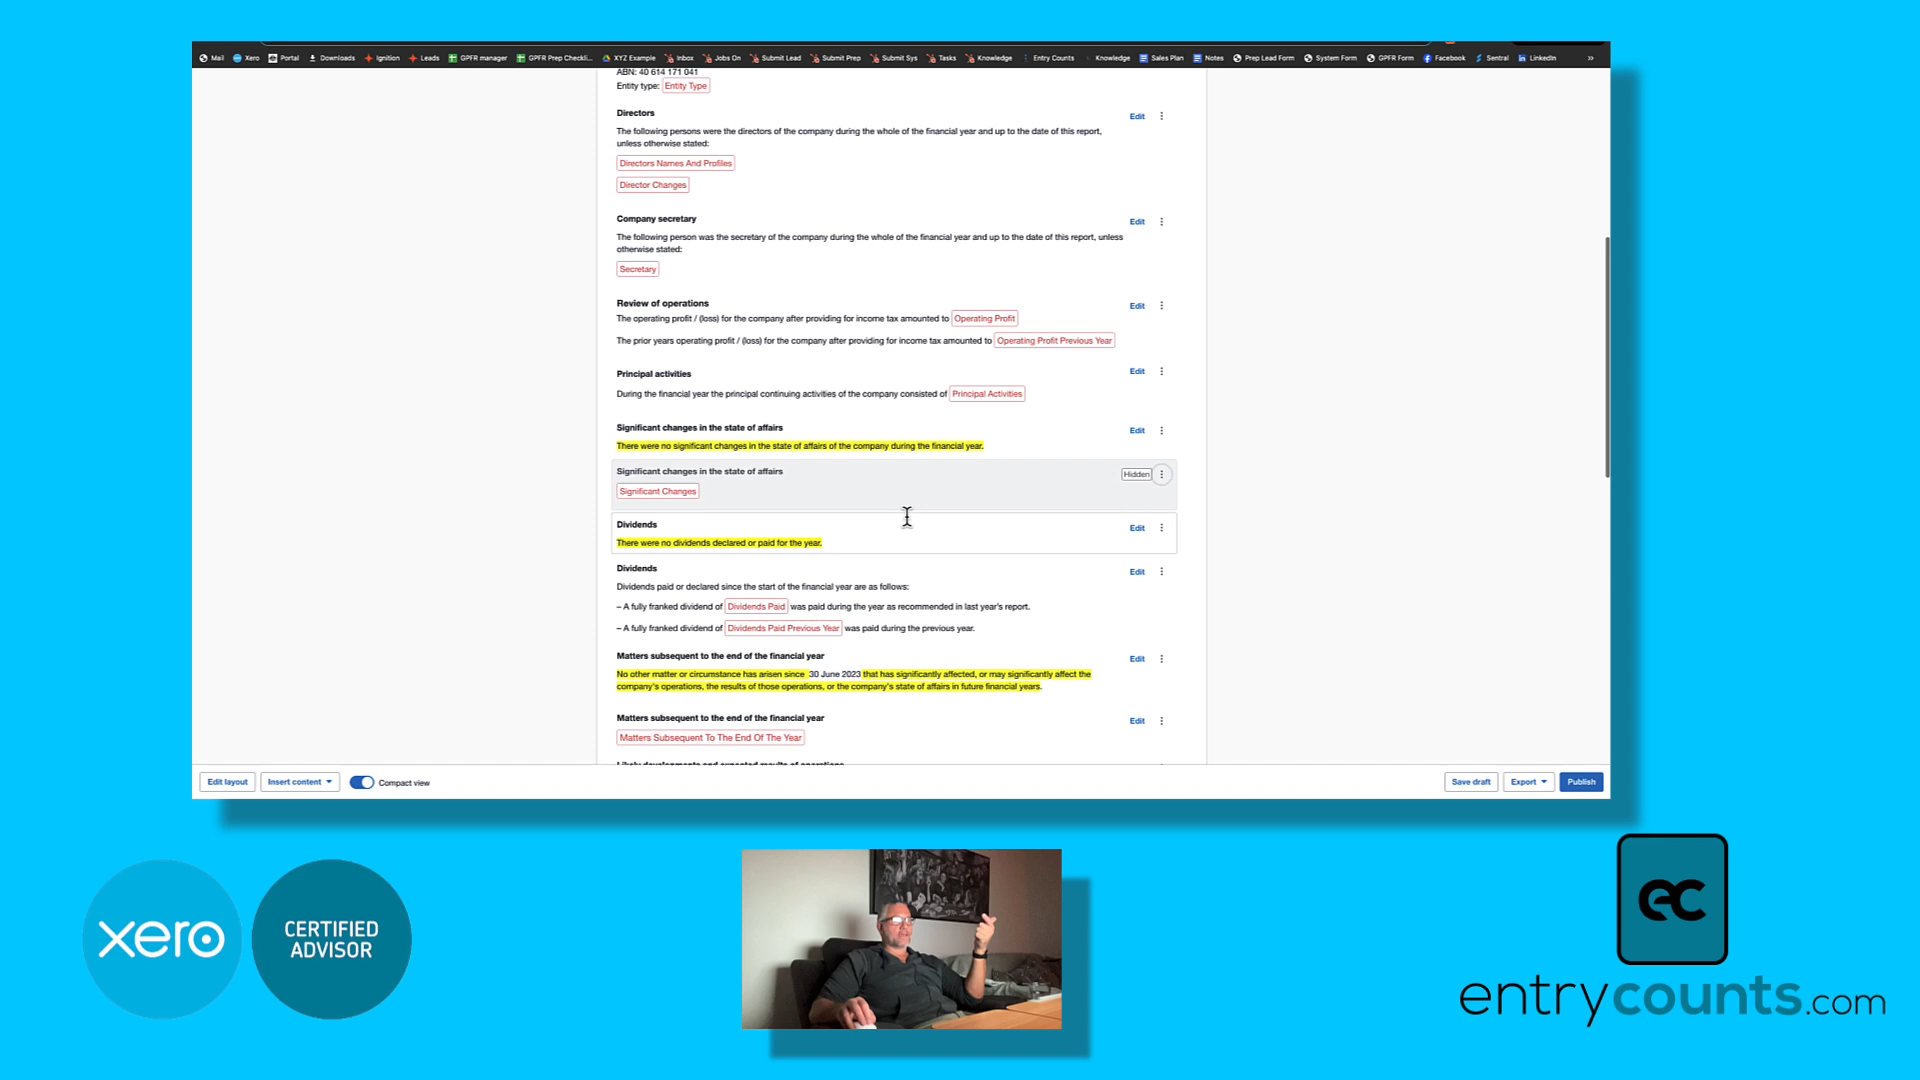 Mail Xero Portal Downloads Ignition Leads GPFR manager GPFR Prep Checkli... XYZ Example Inbox Jobs On Submit Lead Submit Prep Submit Sys Tasks Knowledge Entry Counts Knowledge Sales Plan Notes Prep Lead Form System Form GPFR Form Facebook Sentral LinkedIn »
ABN: 40 614 171 041
Entity type: Entity Type
Directors Edit
The following persons were the directors of the company during the whole of the financial year and up to the date of this report,
unless otherwise stated:
Directors Names And Profiles
Director Changes
Company secretary Edit
The following person was the secretary of the company during the whole of the financial year and up to the date of this report, unless
otherwise stated:
Secretary
Review of operations Edit
The operating profit / (loss) for the company after providing for income tax amounted to Operating Profit
The prior years operating profit / (loss) for the company after providing for income tax amounted to Operating Profit Previous Year
Principal activities Edit
During the financial year the principal continuing activities of the company consisted of Principal Activities
Significant changes in the state of affairs Edit
There were no significant changes in the state of affairs of the company during the financial year.
Significant changes in the state of affairs Hidden
Significant Changes
Dividends Edit
There were no dividends declared or paid for the year.
Dividends Edit
Dividends paid or declared since the start of the financial year are as follows:
– A fully franked dividend of Dividends Paid was paid during the year as recommended in last year's report.
– A fully franked dividend of Dividends Paid Previous Year was paid during the previous year.
Matters subsequent to the end of the financial year Edit
No other matter or circumstance has arisen since 30 June 2023 that has significantly affected, or may significantly affect the
company's operations, the results of those operations, or the company's state of affairs in future financial years.
Matters subsequent to the end of the financial year Edit
Matters Subsequent To The End Of The Year
Likely developments and expected results of operations
Edit layout Insert content Compact view Save draft Export Publish
xero
CERTIFIED
ADVISOR
ec
entrycounts.com